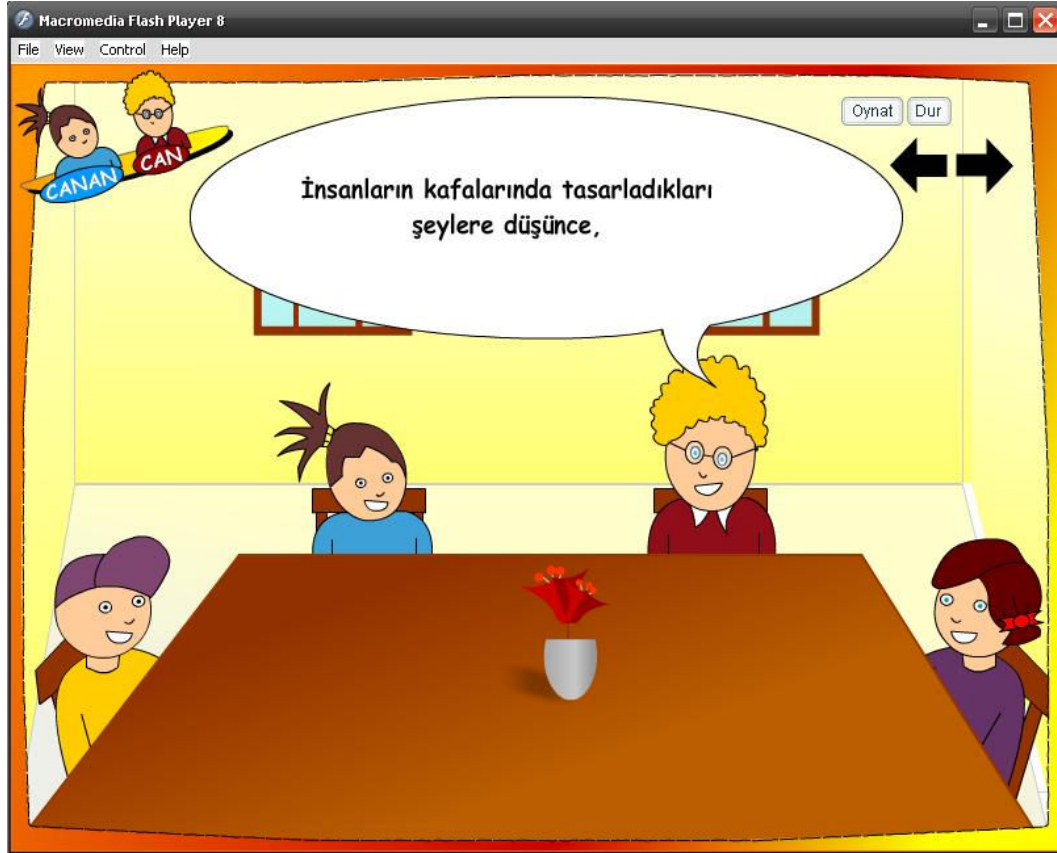 Macromedia Flash Player 8
File View Control Help
CANAN
CAN
Oynat Dur
İnsanların kafalarında tasarladıkları
şeylere düşünce,